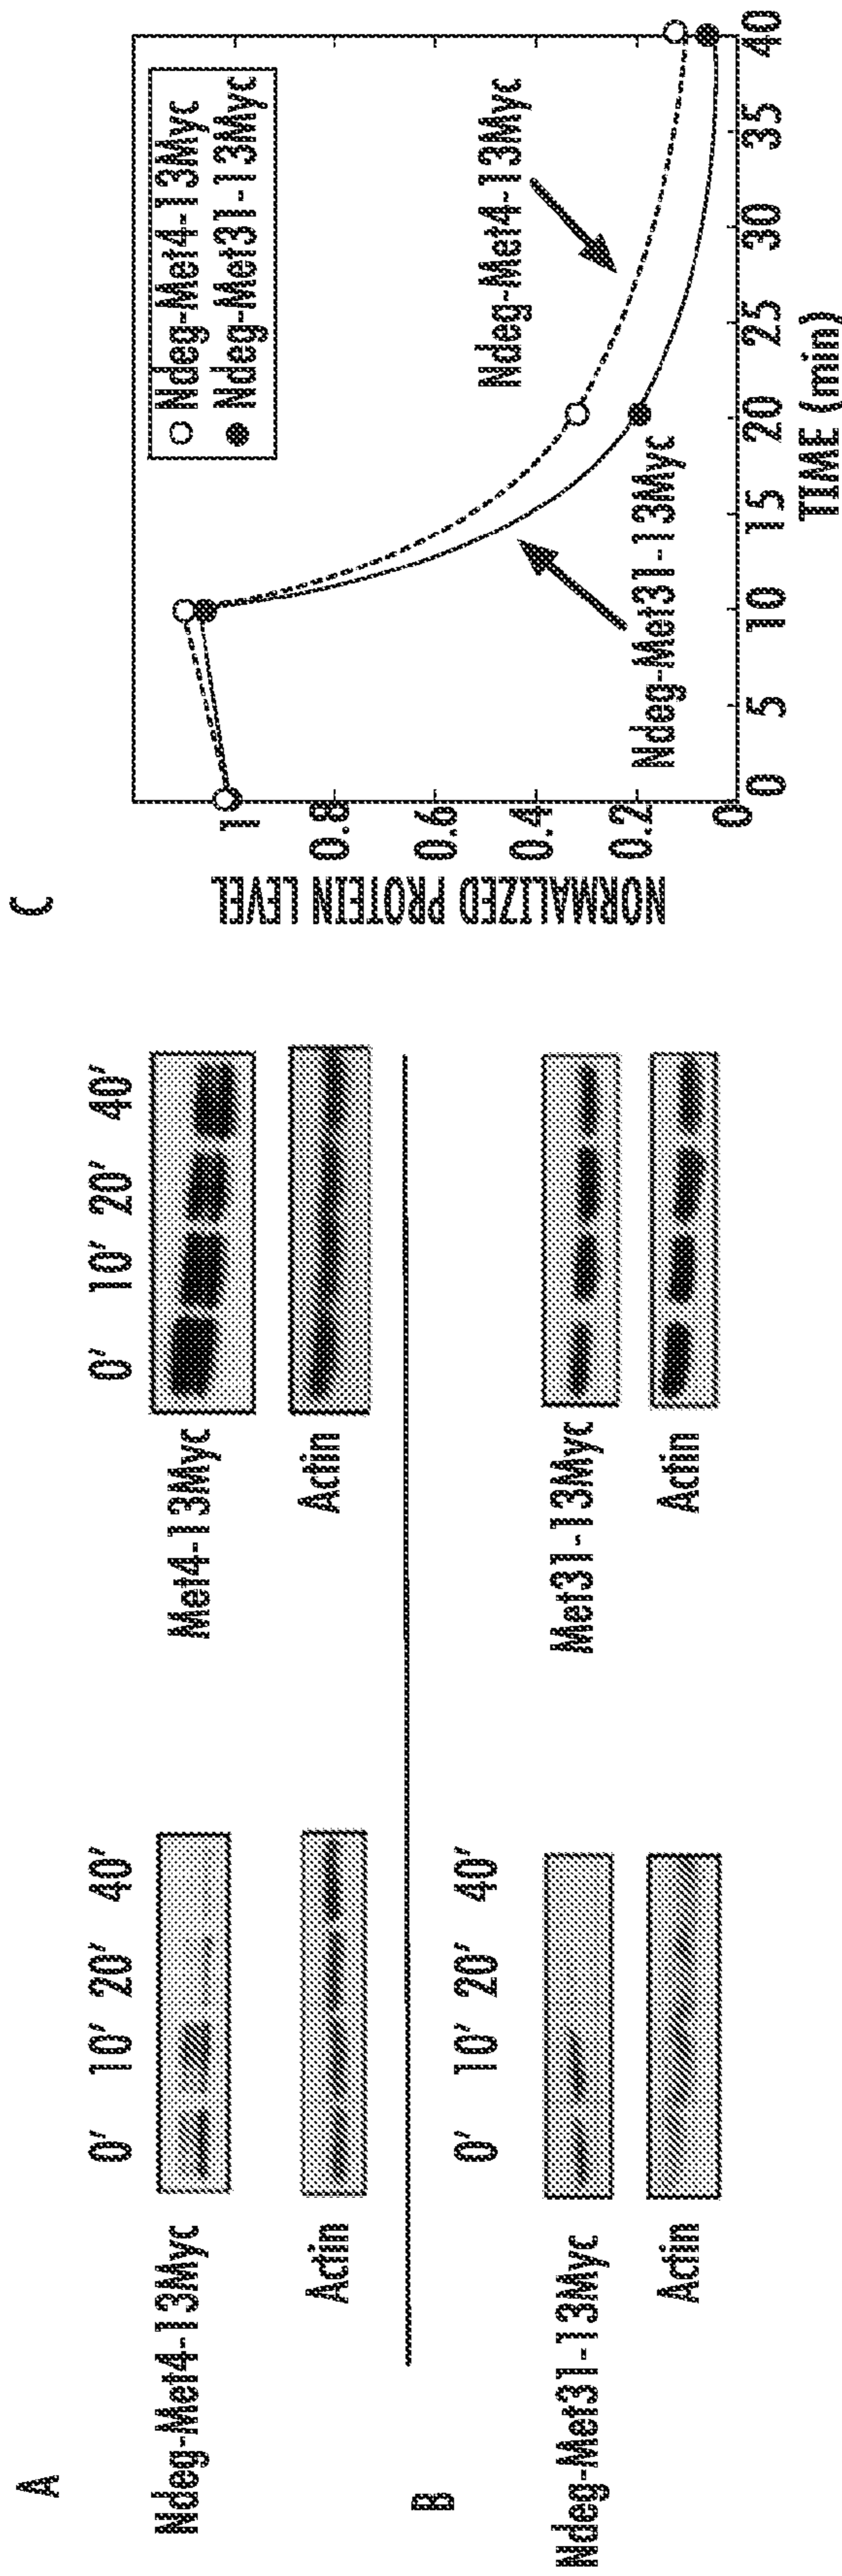 A
0' 10' 20' 40'
Ndeg-Met4-13Myc
Actin
0' 10' 20' 40'
Met4-13Myc
Actin
B
0' 10' 20' 40'
Ndeg-Met31-13Myc
Actin
Met31-13Myc
Actin
C
NORMALIZED PROTEIN LEVEL
1
0.8
0.6
0.4
0.2
0
Ndeg-Met4-13Myc
Ndeg-Met31-13Myc
Ndeg-Met4-13Myc
Ndeg-Met31-13Myc
0 5 10 15 20 25 30 35 40
TIME (min)